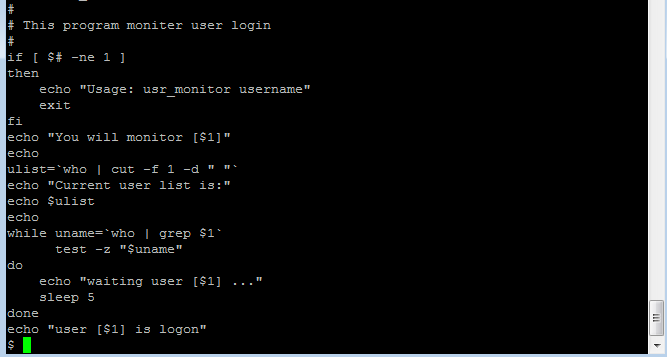 #
# This program moniter user login
#
if [ $# -ne 1 ]
then
    echo "Usage: usr_monitor username"
    exit
fi
echo "You will monitor [$1]"
echo
ulist=`who | cut -f 1 -d " "`
echo "Current user list is:"
echo $ulist
echo
while uname=`who | grep $1`
      test -z "$uname"
do
    echo "waiting user [$1] ..."
    sleep 5
done
echo "user [$1] is logon"
$